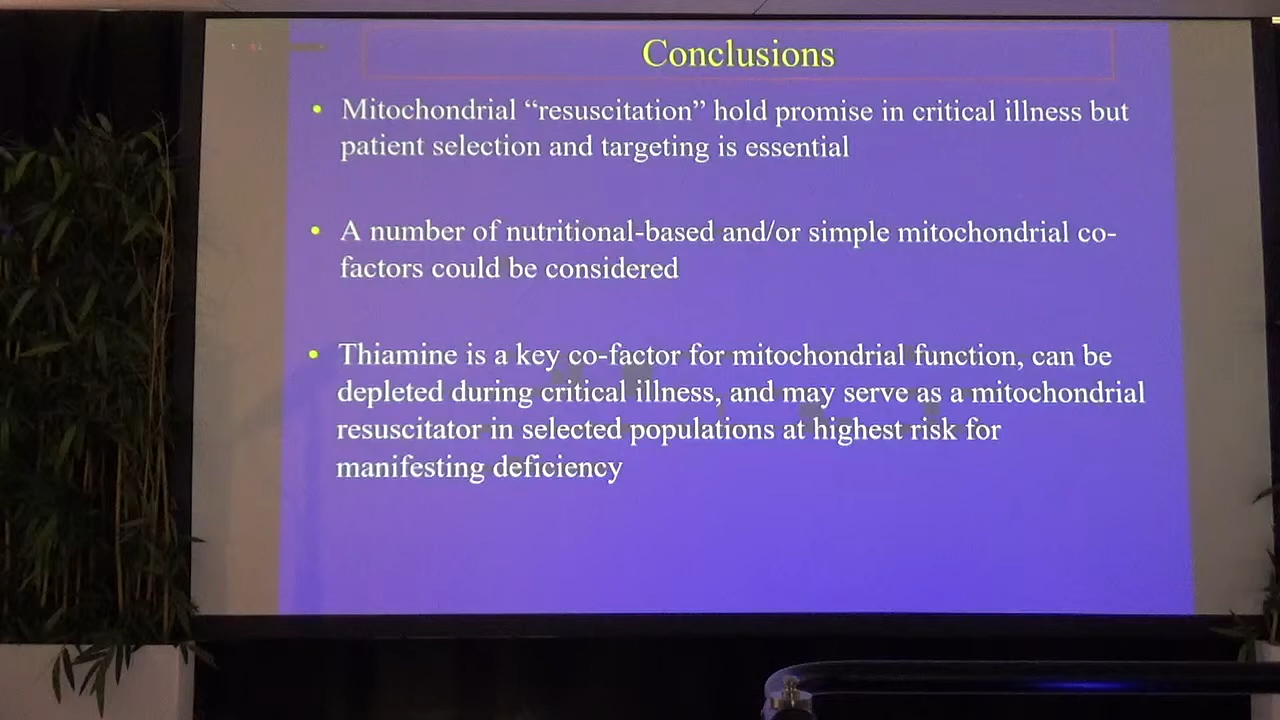 Conclusions
• Mitochondrial “resuscitation” hold promise in critical illness but
patient selection and targeting is essential
• A number of nutritional-based and/or simple mitochondrial co-
factors could be considered
• Thiamine is a key co-factor for mitochondrial function, can be
depleted during critical illness, and may serve as a mitochondrial
resuscitator in selected populations at highest risk for
manifesting deficiency